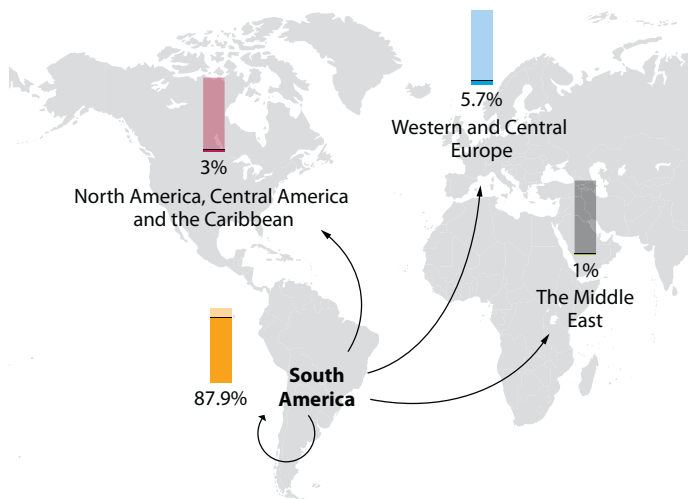 5.7%
Western and Central
Europe
3%
North America, Central America
and the Caribbean
1%
The Middle
East
South
America
87.9%